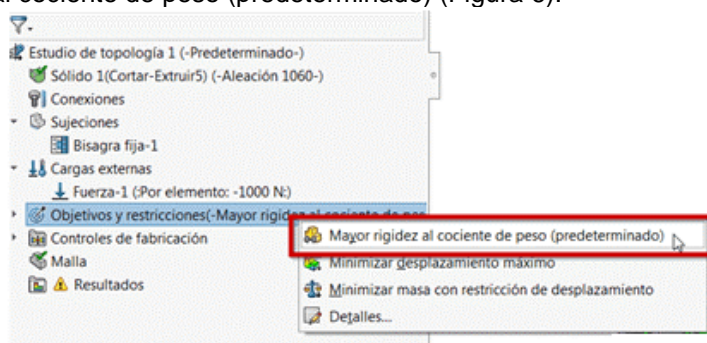 al cociente de peso (predeterminado) (Figura
Estudio de topología 1 (-Predeterminado-)
Sólido 1(Cortar-Extruir5) (-Aleación 1060-)
Conexiones
Sujeciones
Bisagra fija-1
Cargas externas
Fuerza-1 (:Por elemento: -1000 N:)
Objetivos y restricciones(-Mayor rigidez al cociente de pes
Mayor rigidez al cociente de peso (predeterminado)
Controles de fabricación
Minimizar desplazamiento máximo
Malla
Minimizar masa con restricción de desplazamiento
Resultados
Detalles...